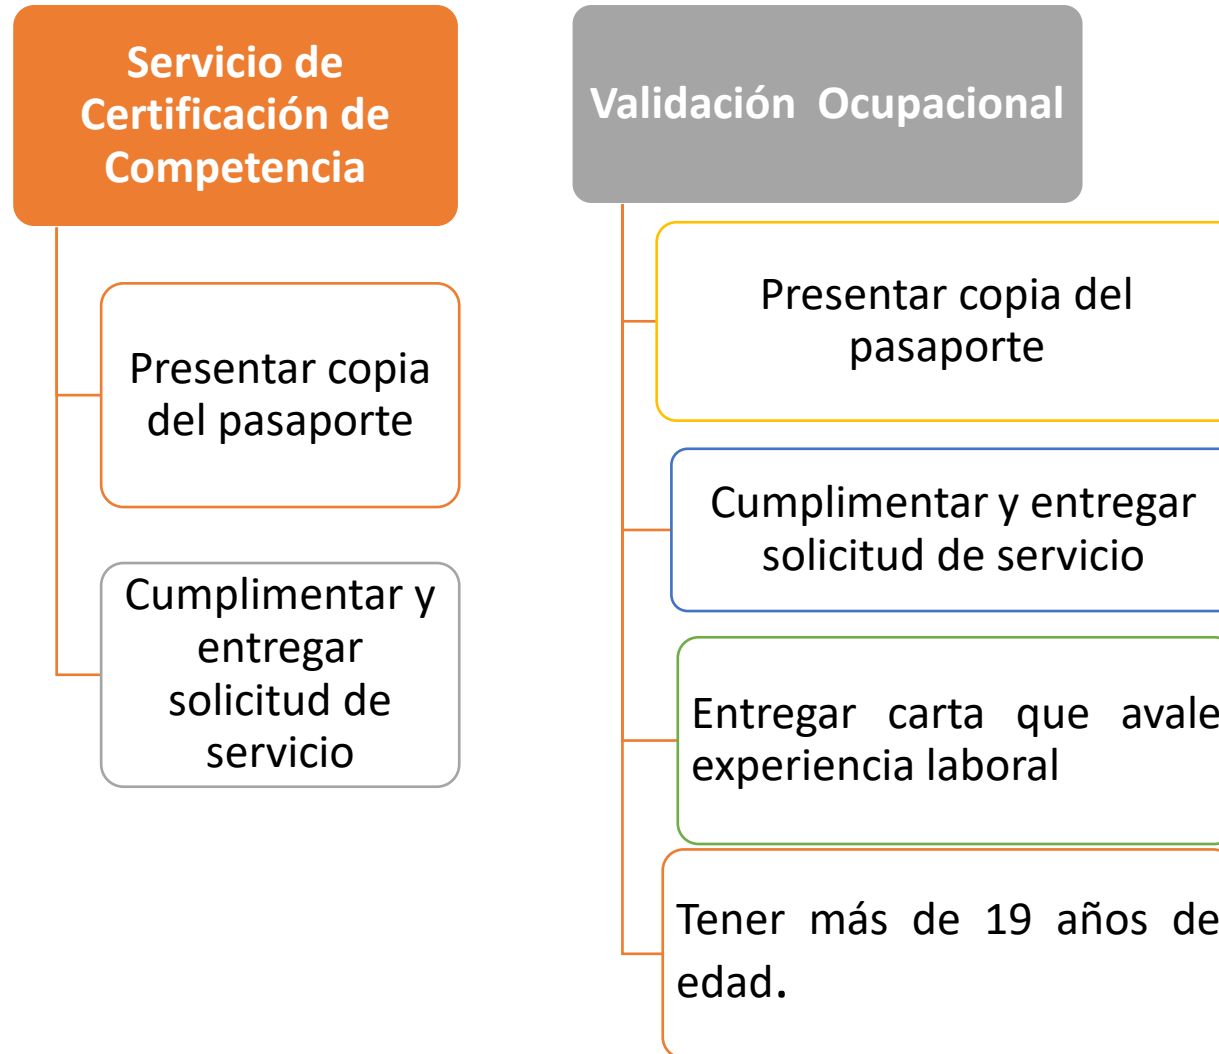 Servicio de
Certificación de
Competencia
Presentar copia
del pasaporte
Cumplimentar y
entregar
solicitud de
servicio
Validación Ocupacional
Presentar copia del
pasaporte
Cumplimentar y entregar
solicitud de servicio
Entregar carta que avale
experiencia laboral
Tener más de 19 años de
edad.